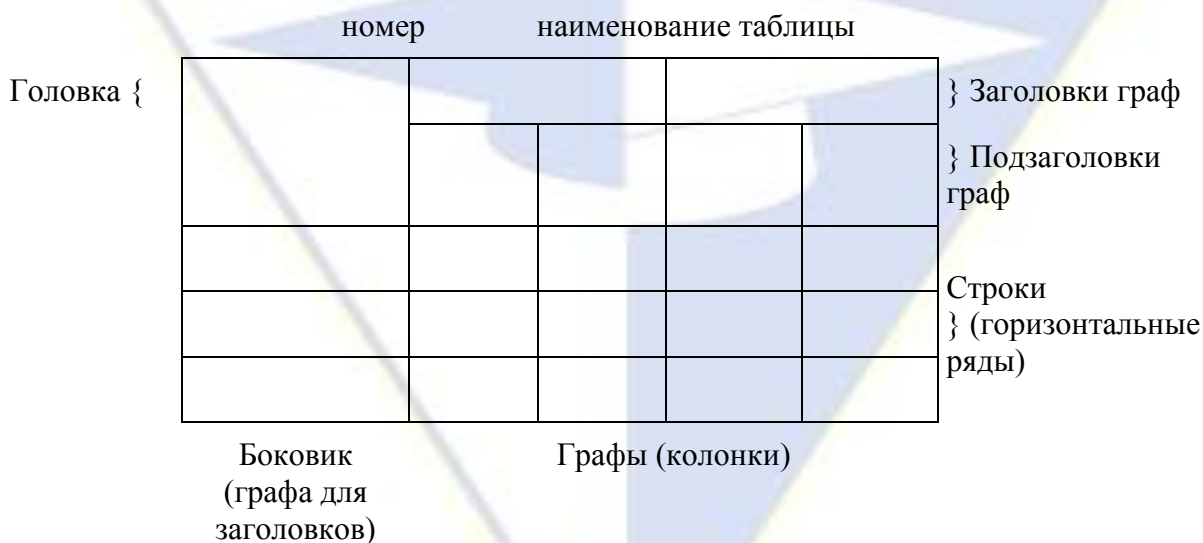 номер наименование таблицы
Головка {
} Заголовки граф
} Подзаголовки
граф
Строки
} (горизонтальные
ряды)
Боковик
(графа для
заголовков)
Графы (колонки)